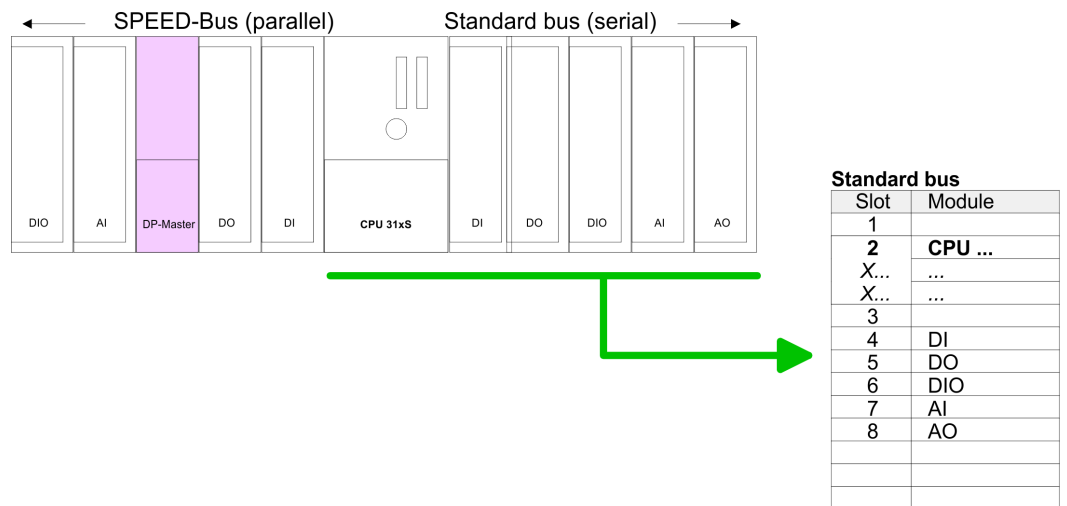 SPEED-Bus (parallel) Standard bus (serial)
DIO AI DP-Master DO DI CPU 31xS DI DO DIO AI AO
Standard bus
Slot Module
1
2 CPU ...
X... ...
X... ...
3
4 DI
5 DO
6 DIO
7 AI
8 AO